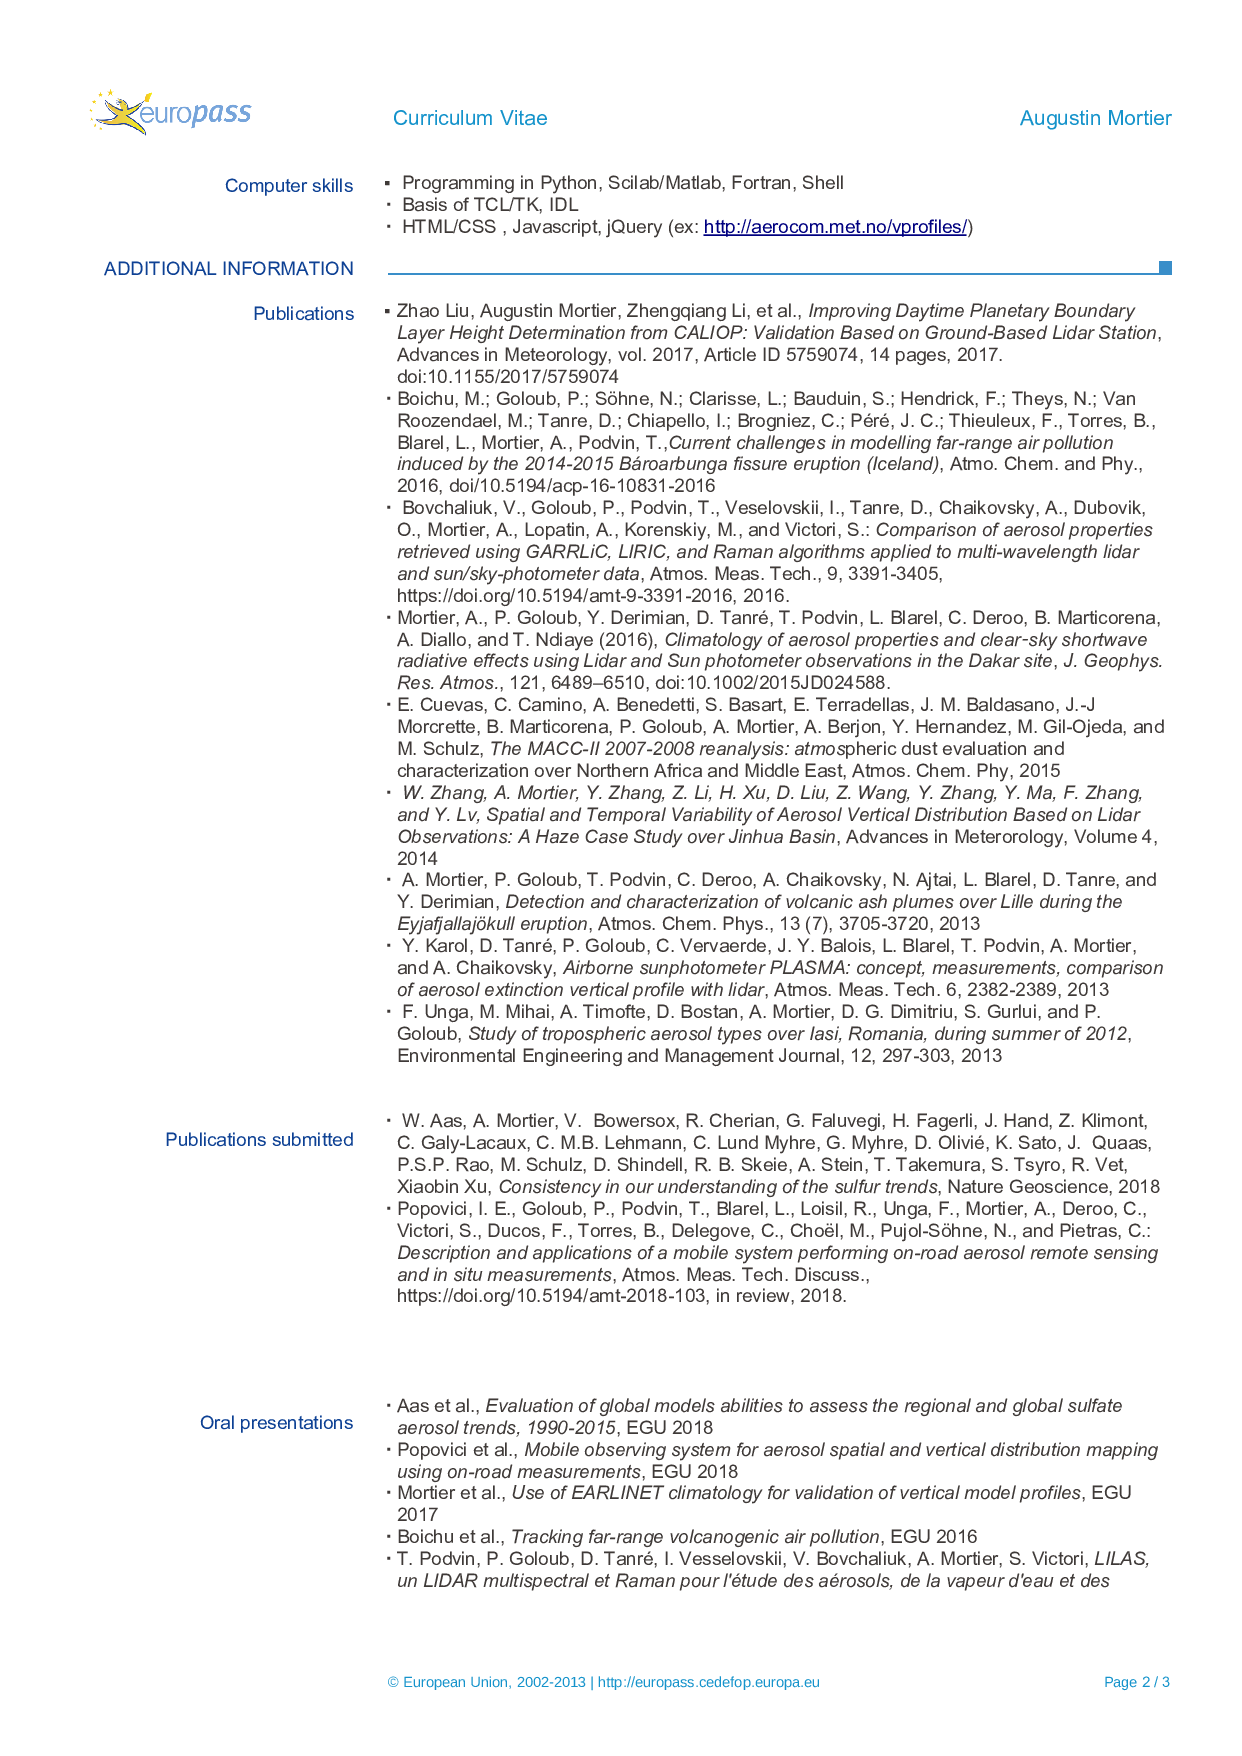 europass
Curriculum Vitae
Augustin Mortier
Computer skills
▪ Programming in Python, Scilab/Matlab, Fortran, Shell
▪ Basis of TCL/TK, IDL
▪ HTML/CSS , Javascript, jQuery (ex: http://aerocom.met.no/vprofiles/)
ADDITIONAL INFORMATION
Publications
▪ Zhao Liu, Augustin Mortier, Zhengqiang Li, et al., Improving Daytime Planetary Boundary
Layer Height Determination from CALIOP: Validation Based on Ground-Based Lidar Station,
Advances in Meteorology, vol. 2017, Article ID 5759074, 14 pages, 2017.
doi:10.1155/2017/5759074
▪ Boichu, M.; Goloub, P.; Söhne, N.; Clarisse, L.; Bauduin, S.; Hendrick, F.; Theys, N.; Van
Roozendael, M.; Tanre, D.; Chiapello, I.; Brogniez, C.; Péré, J. C.; Thieuleux, F., Torres, B.,
Blarel, L., Mortier, A., Podvin, T.,Current challenges in modelling far-range air pollution
induced by the 2014-2015 Bároarbunga fissure eruption (Iceland), Atmo. Chem. and Phy.,
2016, doi/10.5194/acp-16-10831-2016
▪ Bovchaliuk, V., Goloub, P., Podvin, T., Veselovskii, I., Tanre, D., Chaikovsky, A., Dubovik,
O., Mortier, A., Lopatin, A., Korenskiy, M., and Victori, S.: Comparison of aerosol properties
retrieved using GARRLiC, LIRIC, and Raman algorithms applied to multi-wavelength lidar
and sun/sky-photometer data, Atmos. Meas. Tech., 9, 3391-3405,
https://doi.org/10.5194/amt-9-3391-2016, 2016.
▪ Mortier, A., P. Goloub, Y. Derimian, D. Tanré, T. Podvin, L. Blarel, C. Deroo, B. Marticorena,
A. Diallo, and T. Ndiaye (2016), Climatology of aerosol properties and clear-sky shortwave
radiative effects using Lidar and Sun photometer observations in the Dakar site, J. Geophys.
Res. Atmos., 121, 6489–6510, doi:10.1002/2015JD024588.
▪ E. Cuevas, C. Camino, A. Benedetti, S. Basart, E. Terradellas, J. M. Baldasano, J.-J
Morcrette, B. Marticorena, P. Goloub, A. Mortier, A. Berjon, Y. Hernandez, M. Gil-Ojeda, and
M. Schulz, The MACC-II 2007-2008 reanalysis: atmospheric dust evaluation and
characterization over Northern Africa and Middle East, Atmos. Chem. Phy, 2015
▪ W. Zhang, A. Mortier, Y. Zhang, Z. Li, H. Xu, D. Liu, Z. Wang, Y. Zhang, Y. Ma, F. Zhang,
and Y. Lv, Spatial and Temporal Variability of Aerosol Vertical Distribution Based on Lidar
Observations: A Haze Case Study over Jinhua Basin, Advances in Meterorology, Volume 4,
2014
▪ A. Mortier, P. Goloub, T. Podvin, C. Deroo, A. Chaikovsky, N. Ajtai, L. Blarel, D. Tanre, and
Y. Derimian, Detection and characterization of volcanic ash plumes over Lille during the
Eyjafjallajökull eruption, Atmos. Chem. Phys., 13 (7), 3705-3720, 2013
▪ Y. Karol, D. Tanré, P. Goloub, C. Vervaerde, J. Y. Balois, L. Blarel, T. Podvin, A. Mortier,
and A. Chaikovsky, Airborne sunphotometer PLASMA: concept, measurements, comparison
of aerosol extinction vertical profile with lidar, Atmos. Meas. Tech. 6, 2382-2389, 2013
▪ F. Unga, M. Mihai, A. Timofte, D. Bostan, A. Mortier, D. G. Dimitriu, S. Gurlui, and P.
Goloub, Study of tropospheric aerosol types over Iasi, Romania, during summer of 2012,
Environmental Engineering and Management Journal, 12, 297-303, 2013
Publications submitted
▪ W. Aas, A. Mortier, V. Bowersox, R. Cherian, G. Faluvegi, H. Fagerli, J. Hand, Z. Klimont,
C. Galy-Lacaux, C. M.B. Lehmann, C. Lund Myhre, G. Myhre, D. Olivié, K. Sato, J. Quaas,
P.S.P. Rao, M. Schulz, D. Shindell, R. B. Skeie, A. Stein, T. Takemura, S. Tsyro, R. Vet,
Xiaobin Xu, Consistency in our understanding of the sulfur trends, Nature Geoscience, 2018
▪ Popovici, I. E., Goloub, P., Podvin, T., Blarel, L., Loisil, R., Unga, F., Mortier, A., Deroo, C.,
Victori, S., Ducos, F., Torres, B., Delegove, C., Choël, M., Pujol-Söhne, N., and Pietras, C.:
Description and applications of a mobile system performing on-road aerosol remote sensing
and in situ measurements, Atmos. Meas. Tech. Discuss.,
https://doi.org/10.5194/amt-2018-103, in review, 2018.
Oral presentations
▪ Aas et al., Evaluation of global models abilities to assess the regional and global sulfate
aerosol trends, 1990-2015, EGU 2018
▪ Popovici et al., Mobile observing system for aerosol spatial and vertical distribution mapping
using on-road measurements, EGU 2018
▪ Mortier et al., Use of EARLINET climatology for validation of vertical model profiles, EGU
2017
▪ Boichu et al., Tracking far-range volcanogenic air pollution, EGU 2016
▪ T. Podvin, P. Goloub, D. Tanré, I. Vesselovskii, V. Bovchaliuk, A. Mortier, S. Victori, LILAS,
un LIDAR multispectral et Raman pour l'étude des aérosols, de la vapeur d'eau et des
© European Union, 2002-2013 | http://europass.cedefop.europa.eu
Page 2 / 3